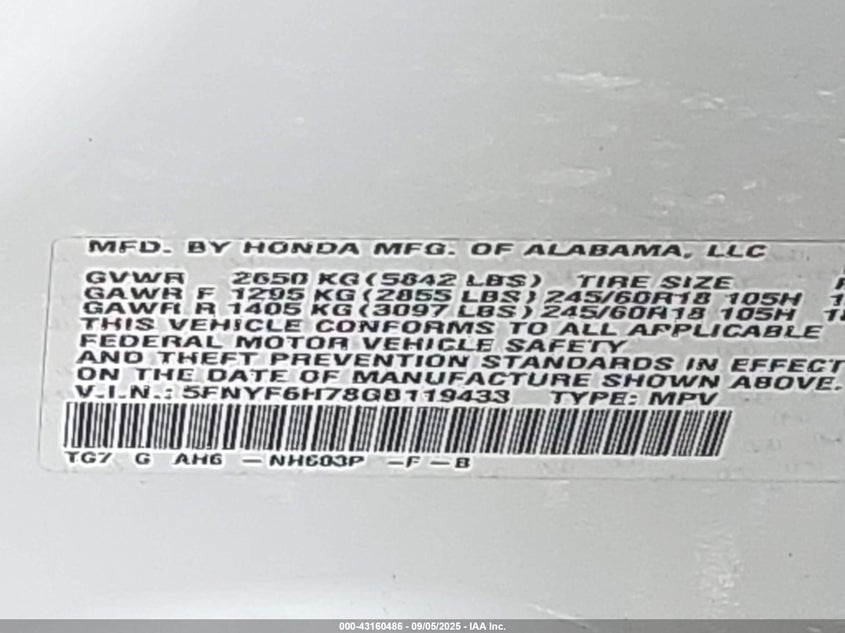 MFD. BY HONDA MFG. OF ALABAMA, LLC
GVWR 2650 KG (5842 LBS) TIRE SIZE
GAWR F 1295 KG (2855 LBS) 245/60R18 105H
GAWR R 1405 KG (3097 LBS) 245/60R18 105H
THIS VEHICLE CONFORMS TO ALL APPLICABLE
FEDERAL MOTOR VEHICLE SAFETY
AND THEFT PREVENTION STANDARDS IN EFFECT
ON THE DATE OF MANUFACTURE SHOWN ABOVE.
V.I.N.: 5FNYF6H78GB119433 TYPE: MPV
TG7 G AH6 - NH603P - F - B
000-43160486 - 09/05/2025 - IAA Inc.